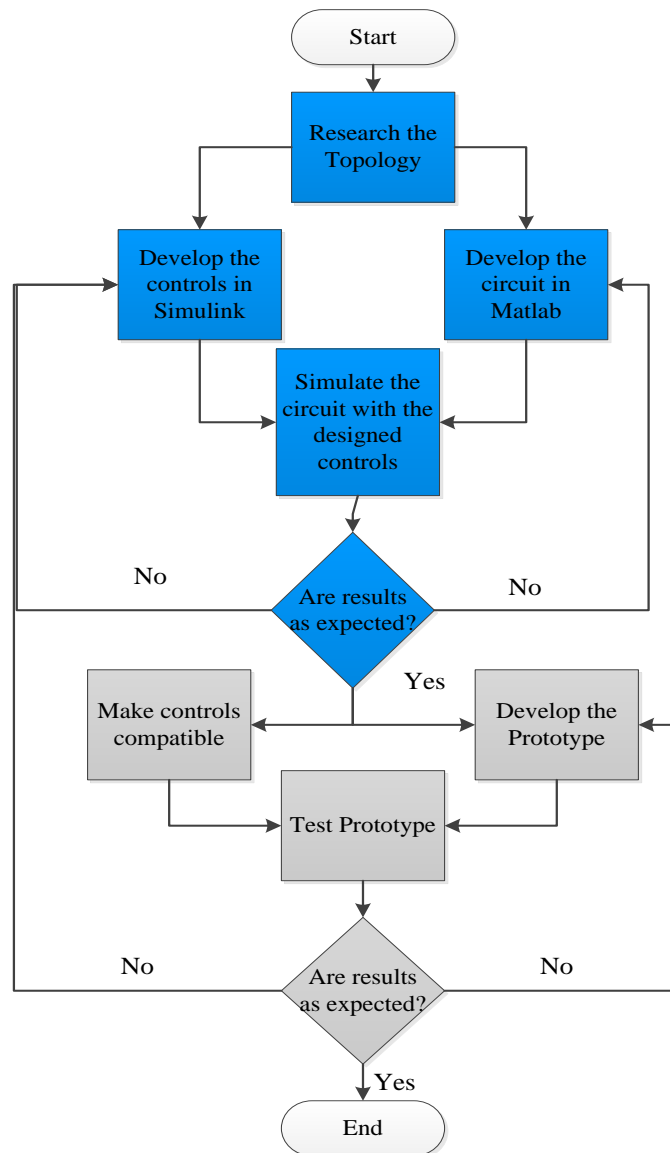 Start
Research the
Topology
Develop the
controls in
Simulink
Develop the
circuit in
Matlab
Simulate the
circuit with the
designed
controls
No
Are results
as expected?
No
Yes
Make controls
compatible
Develop the
Prototype
Test Prototype
No
Are results
as expected?
No
Yes
End